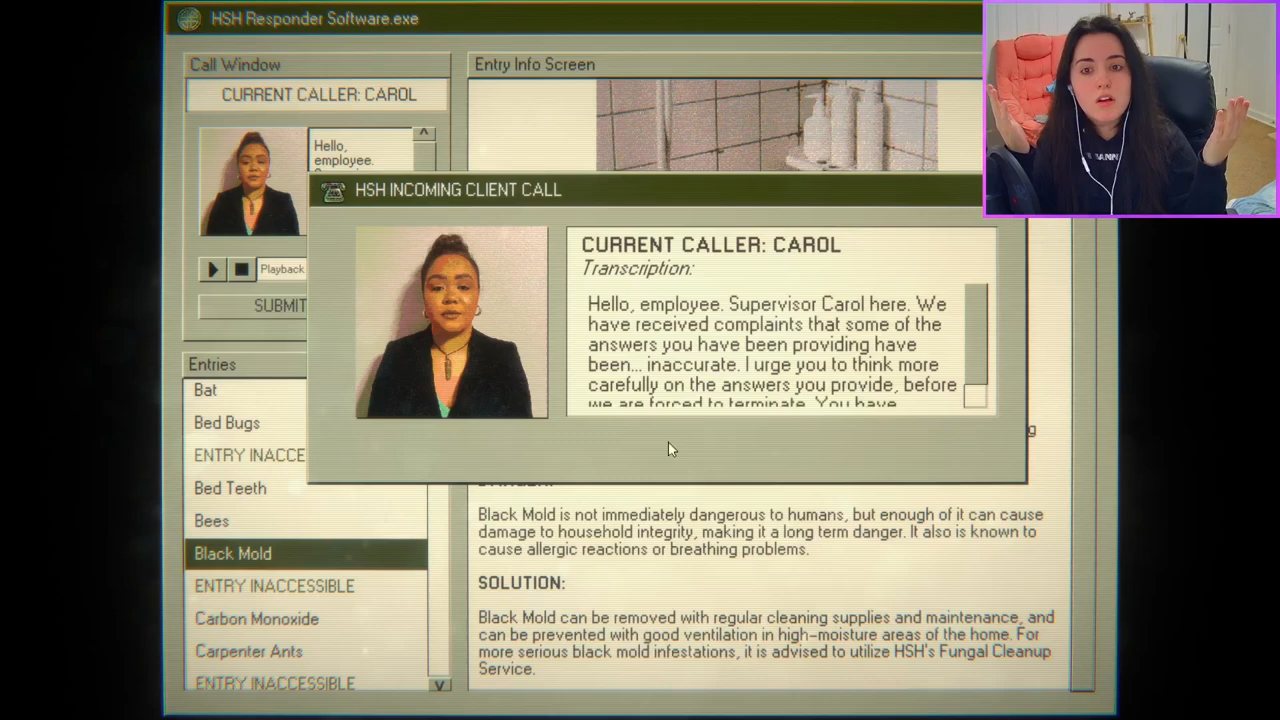 HSH Responder Software.exe
Call Window
CURRENT CALLER: CAROL
Hello,
employee.
Playback
SUBMIT
Entries
Bat
Bed Bugs
ENTRY INACCE
Bed Teeth
Bees
Black Mold
ENTRY INACCESSIBLE
Carbon Monoxide
Carpenter Ants
ENTRY INACCESSIBLE
Entry Info Screen
HSH INCOMING CLIENT CALL
CURRENT CALLER: CAROL
Transcription:
Hello, employee. Supervisor Carol here. We
have received complaints that some of the
answers you have been providing have
been... inaccurate. I urge you to think more
carefully on the answers you provide, before
we are forced to terminate. You have
Black Mold is not immediately dangerous to humans, but enough of it can cause
damage to household integrity, making it a long term danger. It also is known to
cause allergic reactions or breathing problems.
SOLUTION:
Black Mold can be removed with regular cleaning supplies and maintenance, and
can be prevented with good ventilation in high-moisture areas of the home. For
more serious black mold infestations, it is advised to utilize HSH's Fungal Cleanup
Service.